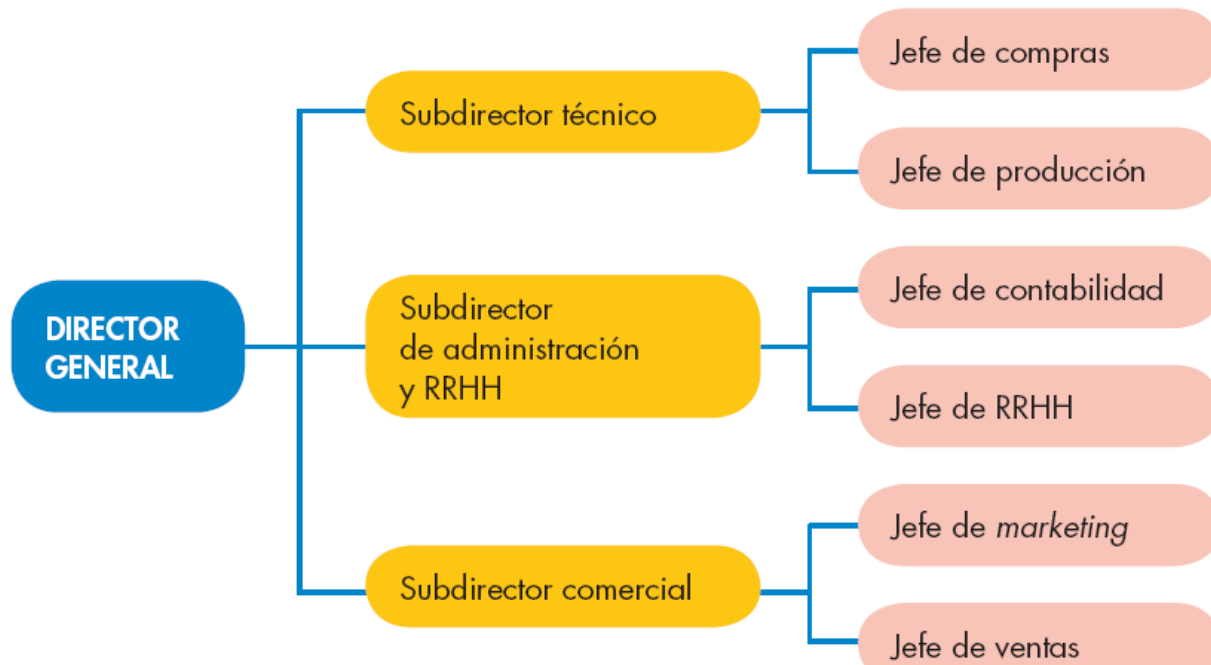 DIRECTOR
GENERAL
Subdirector técnico
Jefe de compras
Jefe de producción
Subdirector
de administración
y RRHH
Jefe de contabilidad
Jefe de RRHH
Subdirector comercial
Jefe de marketing
Jefe de ventas